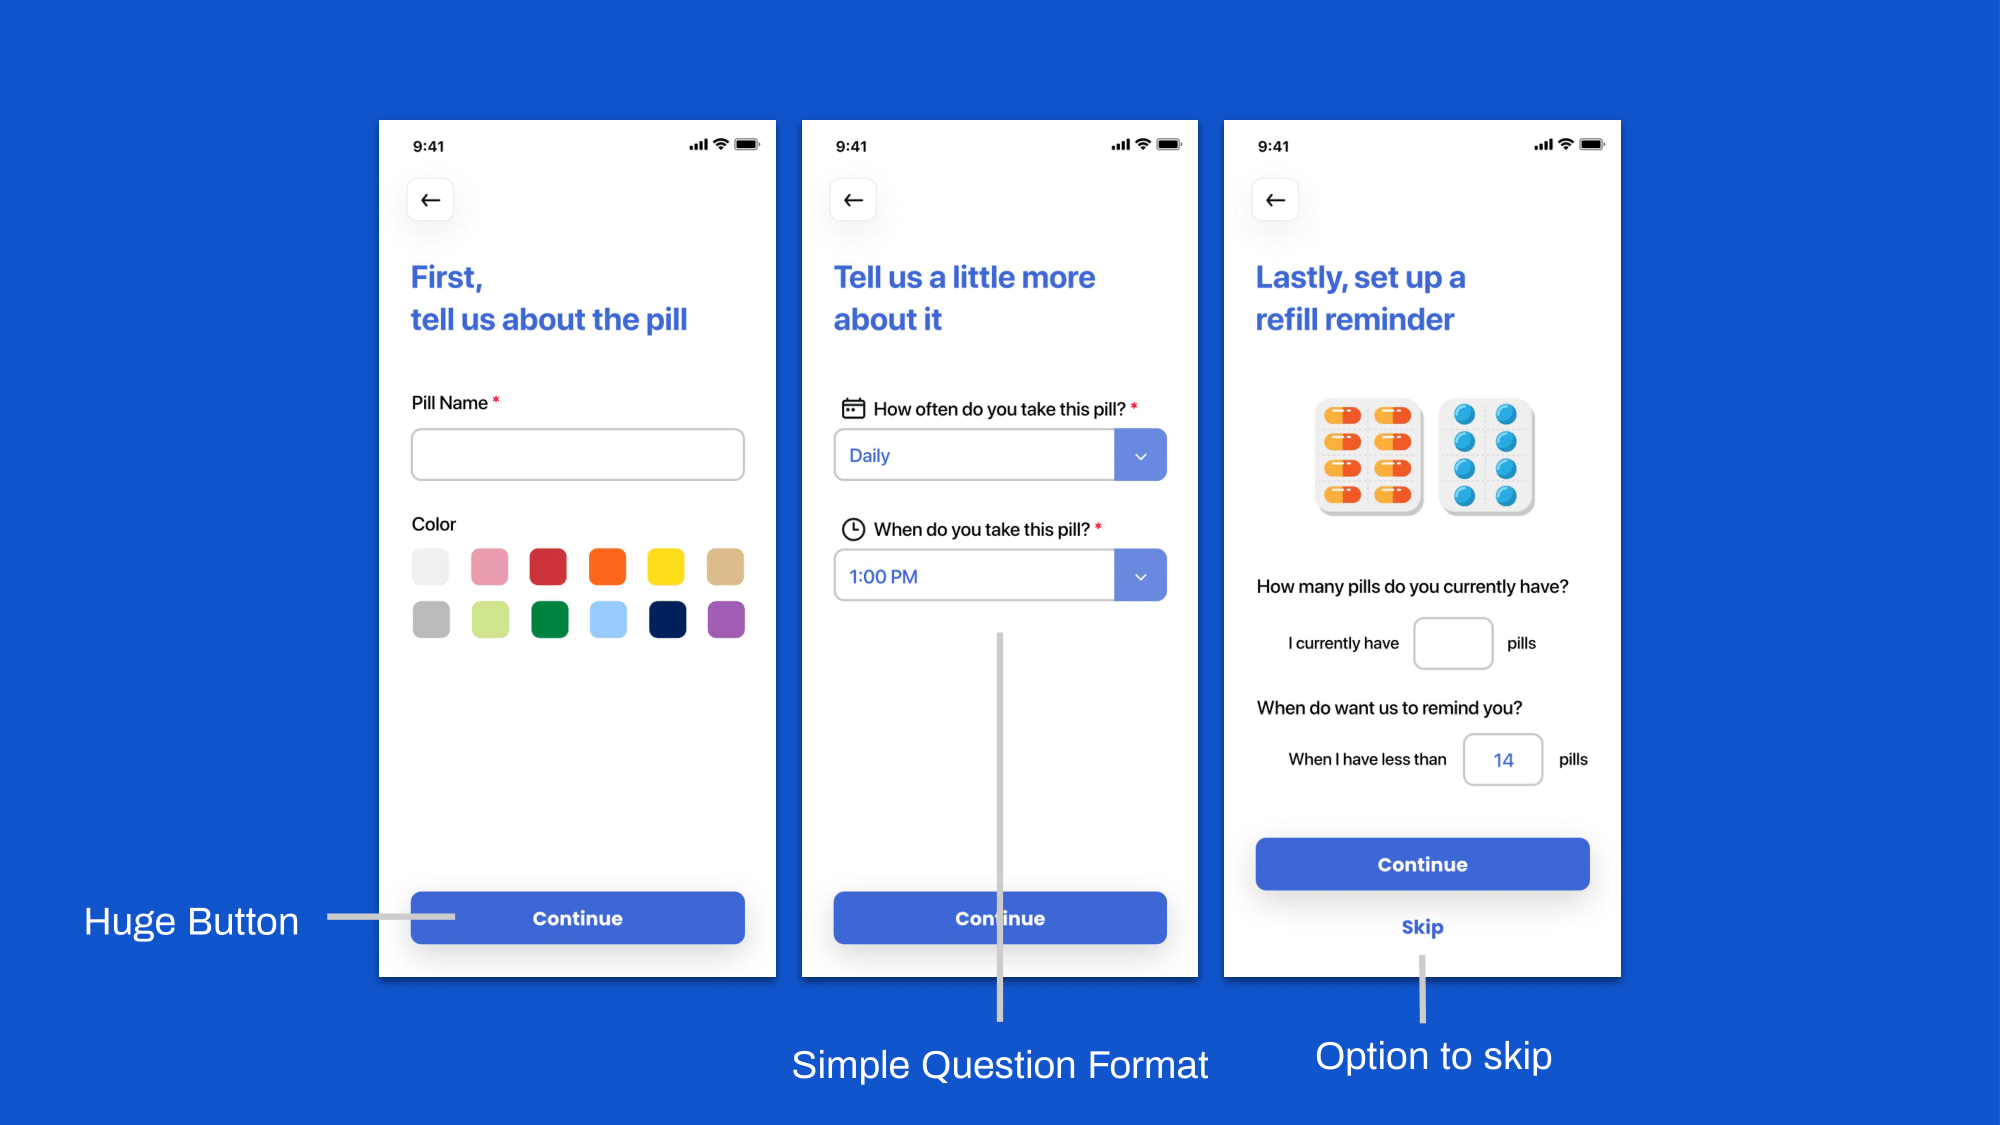 9:41
First,
tell us about the pill
Pill Name *
Color
Continue
Huge Button
9:41
Tell us a little more
about it
How often do you take this pill? *
Daily
When do you take this pill? *
1:00 PM
Continue
Simple Question Format
9:41
Lastly, set up a
refill reminder
How many pills do you currently have?
I currently have pills
When do want us to remind you?
When I have less than 14 pills
Continue
Skip
Option to skip